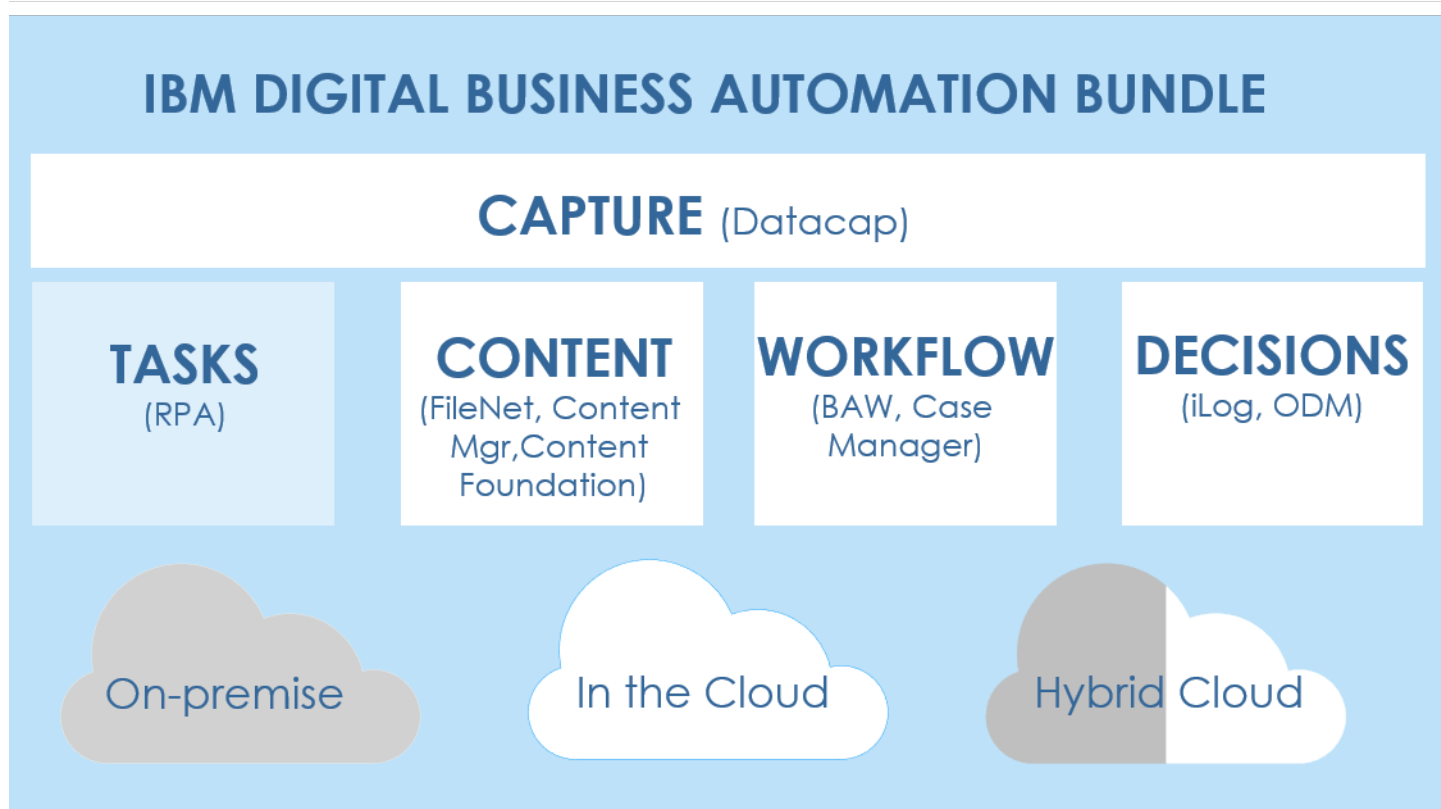 IBM DIGITAL BUSINESS AUTOMATION BUNDLE
CAPTURE (Datacap)
TASKS
(RPA)
CONTENT
(FileNet, Content
Mgr,Content
Foundation)
WORKFLOW
(BAW, Case
Manager)
DECISIONS
(iLog, ODM)
On-premise
In the Cloud
Hybrid Cloud